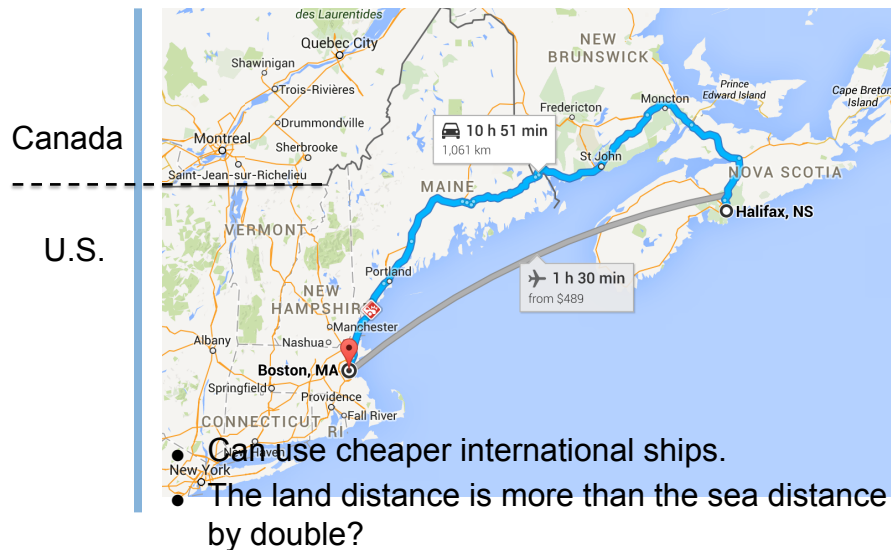 des Laurentides
Quebec City
Shawinigan
Trois-Rivières
NEW
BRUNSWICK
Prince
Edward Island
Cape Breton
Island
Canada
Drummondville
Montreal
Sherbrooke
Saint-Jean-sur-Richelieu
10 h 51 min
1,061 km
Fredericton
Moncton
St John
MAINE
NOVA SCOTIA
Halifax, NS
U.S.
VERMONT
Portland
1 h 30 min
from $489
NEW
HAMPSHIR
Manchester
Albany
Nashua
Boston, MA
Springfield
Providence
Fall River
CONNECTICUT
RI
New Haven
New York
• Can use cheaper international ships.
• The land distance is more than the sea distance
by double?